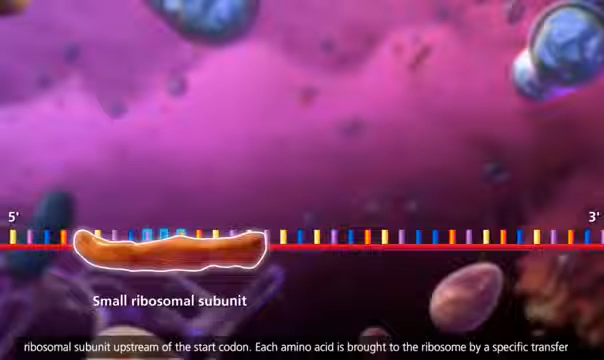 5' 3'
Small ribosomal subunit
ribosomal subunit upstream of the start codon. Each amino acid is brought to the ribosome by a specific transfer